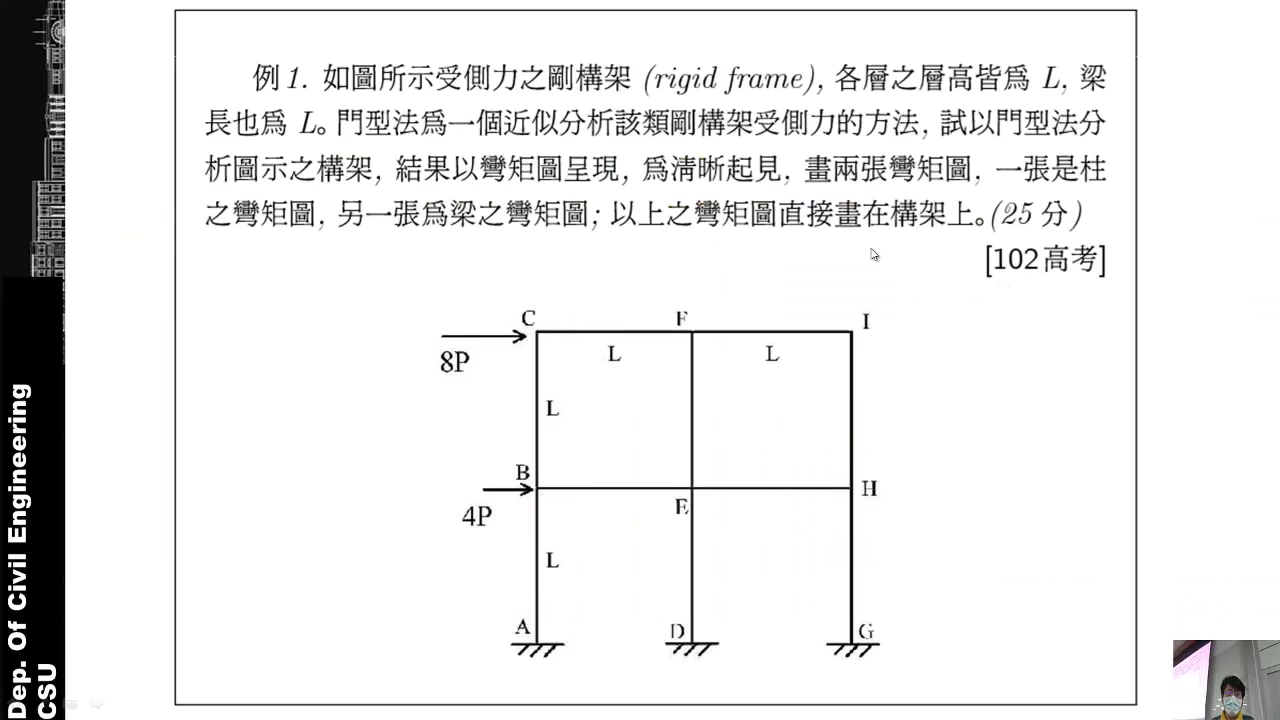 例 1. 如圖所示受側力之剛構架 (rigid frame), 各層之層高皆爲 L, 梁
長也爲 L。門型法爲一個近似分析該類剛構架受側力的方法, 試以門型法分
析圖示之構架, 結果以彎矩圖呈現, 爲清晰起見, 畫兩張彎矩圖, 一張是柱
之彎矩圖, 另一張爲梁之彎矩圖; 以上之彎矩圖直接畫在構架上。(25 分)
[102高考]
C
F
I
8P
L
L
L
B
H
4P
E
L
A
D
G
Dep. Of Civil Engineering
CSU